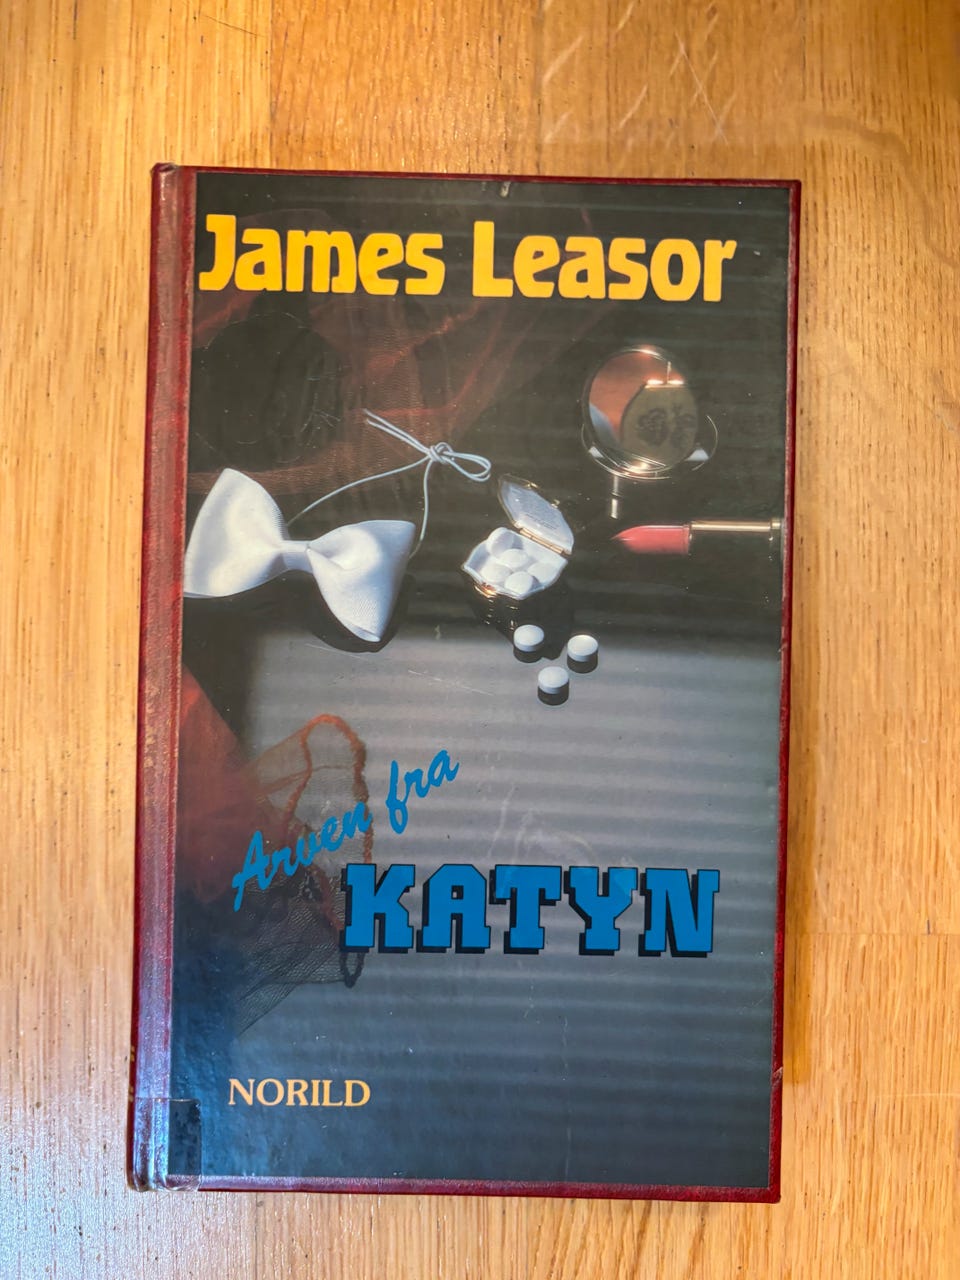 James Leasor
Arven fra
KATYN
NORILD